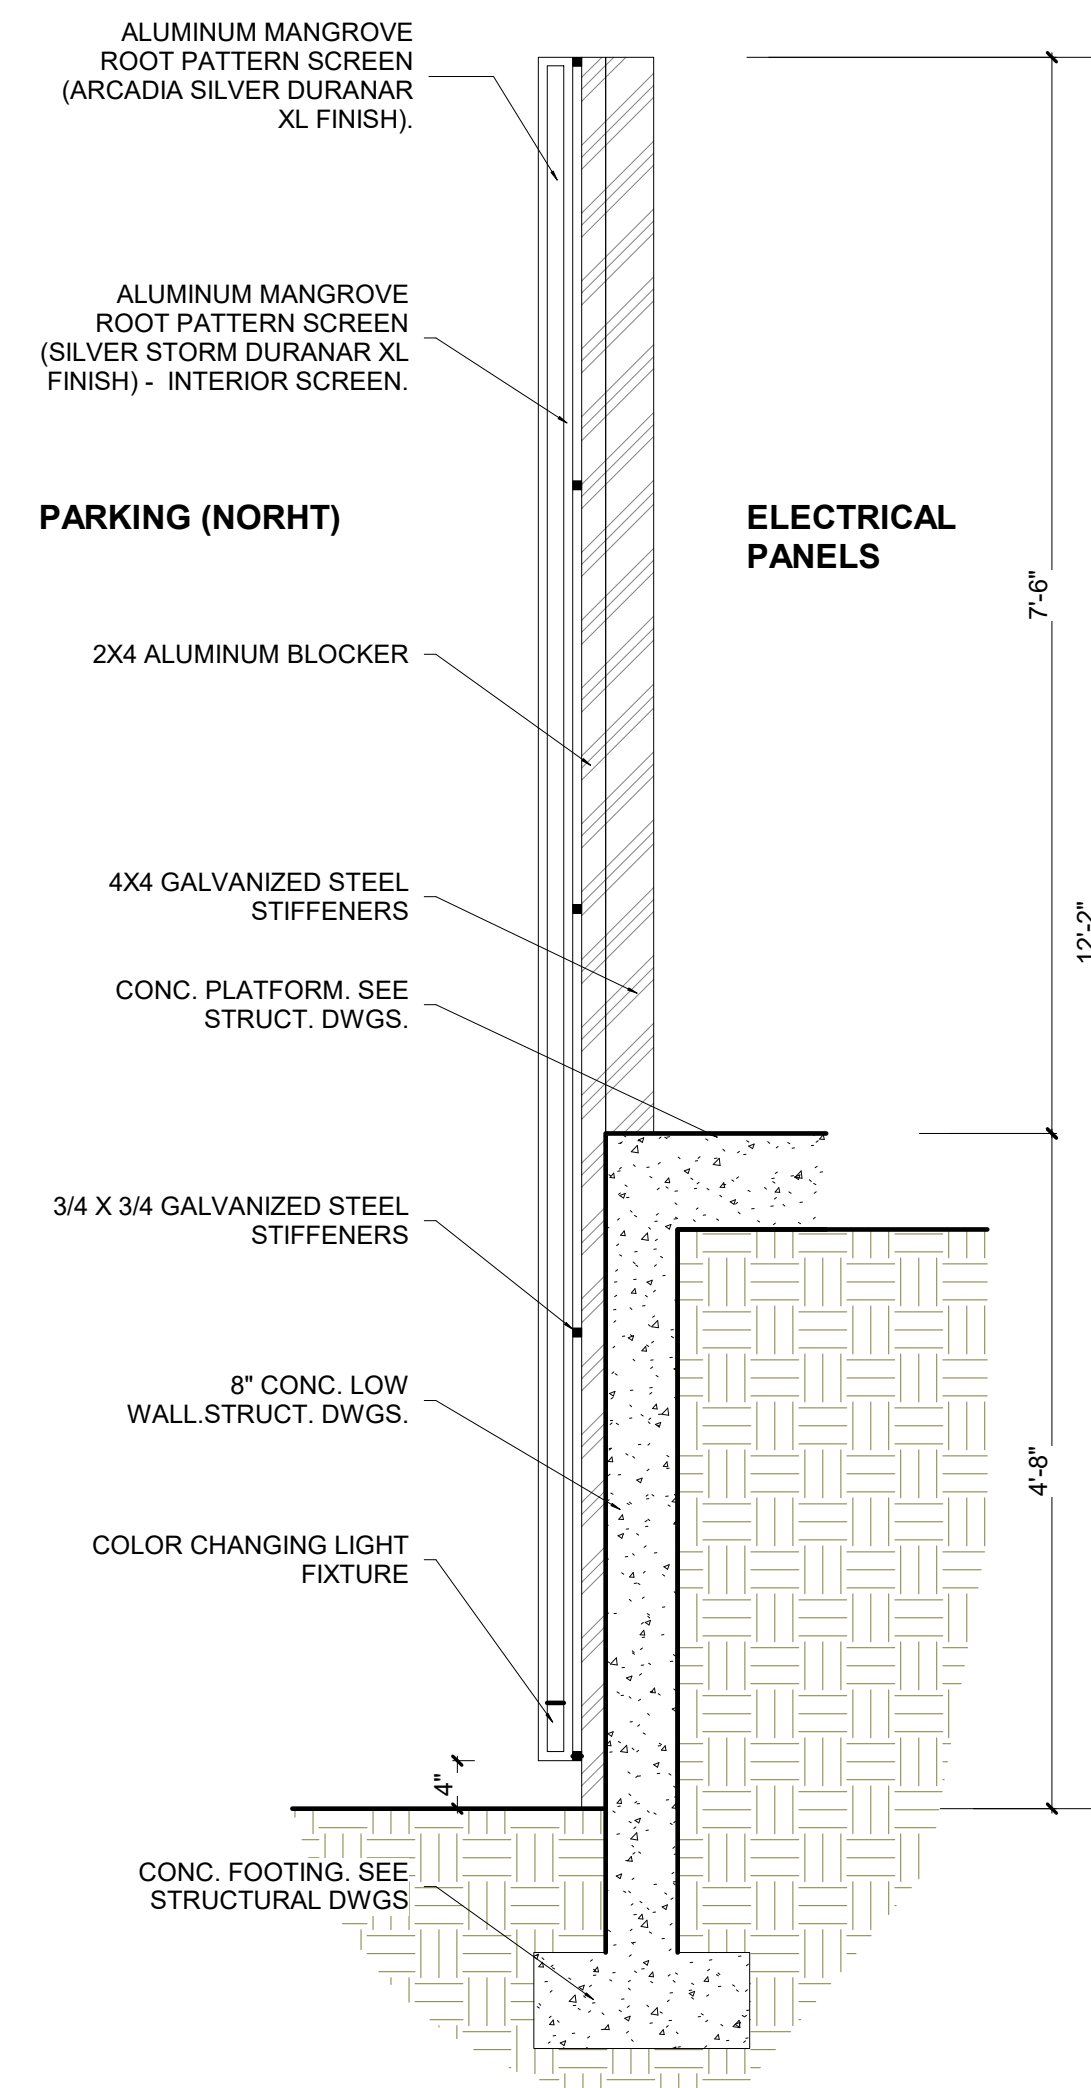 ALUMINUM MANGROVE
ROOT PATTERN SCREEN
(ARCADIA SILVER DURANAR
XL FINISH).
ALUMINUM MANGROVE
ROOT PATTERN SCREEN
(SILVER STORM DURANAR XL
FINISH) - INTERIOR SCREEN.
PARKING (NORHT)
ELECTRICAL
PANELS
7'-6"
2X4 ALUMINUM BLOCKER
4X4 GALVANIZED STEEL
STIFFENERS
12'-2"
CONC. PLATFORM. SEE
STRUCT. DWGS.
3/4 X 3/4 GALVANIZED STEEL
STIFFENERS
8" CONC. LOW
WALL.STRUCT. DWGS.
4'-8"
COLOR CHANGING LIGHT
FIXTURE
4"
CONC. FOOTING. SEE
STRUCTURAL DWGS